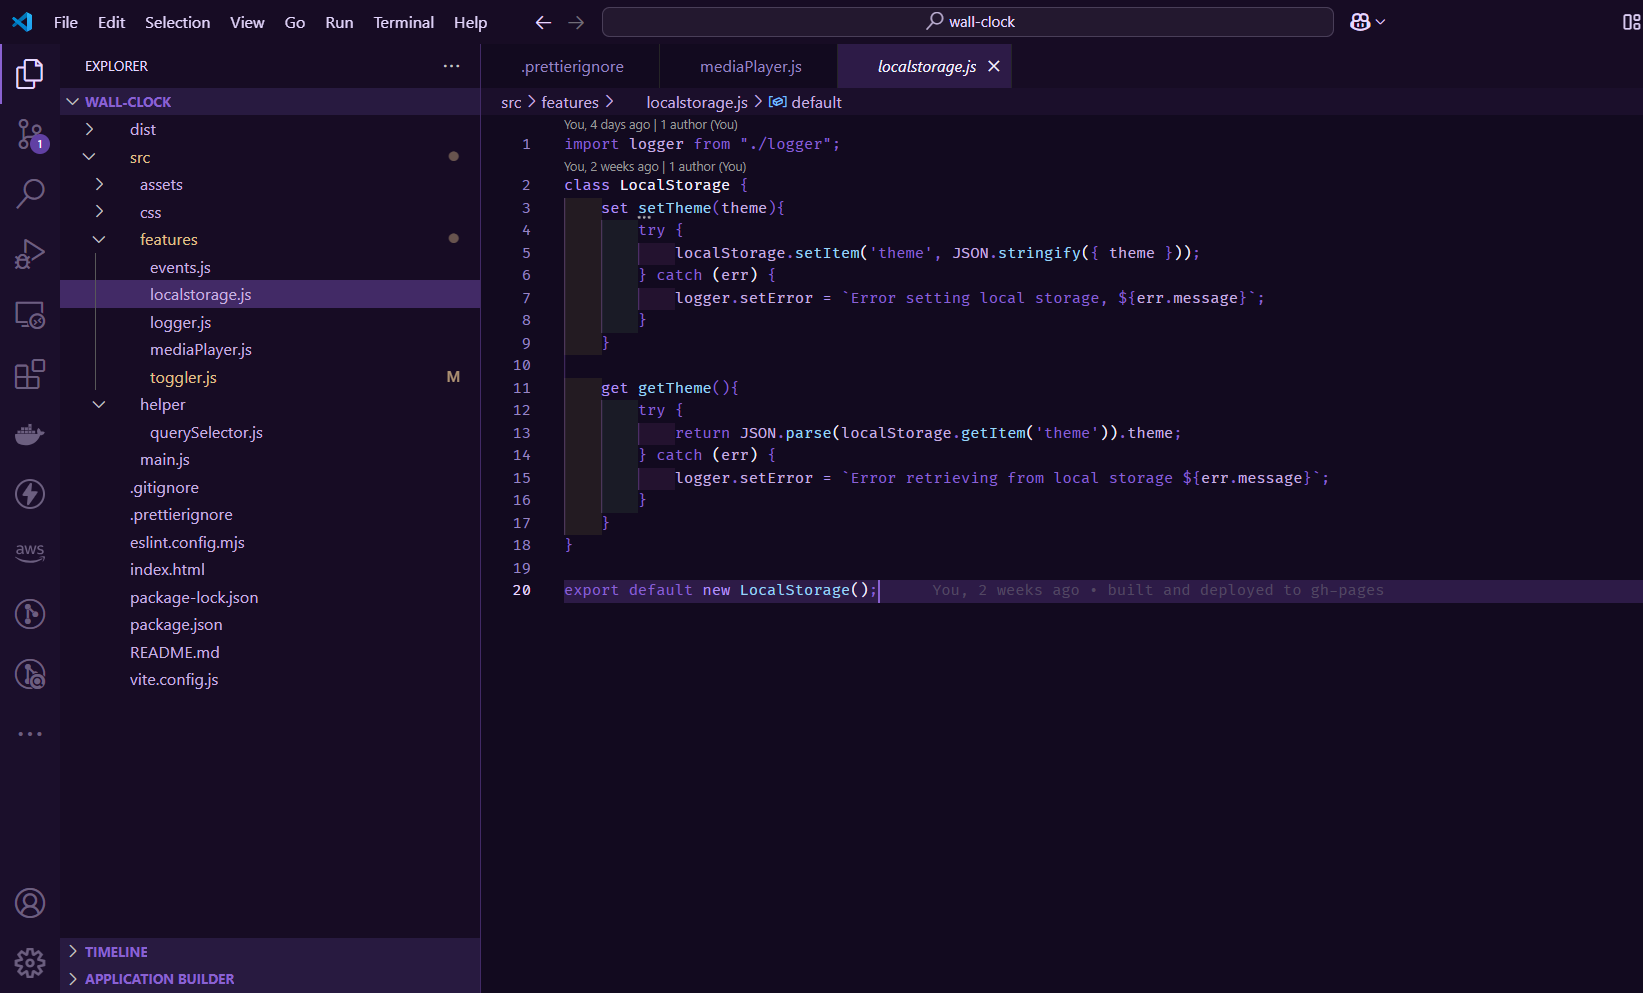 File Edit Selection View Go Run Terminal Help
wall-clock
EXPLORER
WALL-CLOCK
dist
src
assets
css
features
events.js
localstorage.js
logger.js
mediaPlayer.js
toggler.js M
helper
querySelector.js
main.js
.gitignore
.prettierignore
eslint.config.mjs
index.html
package-lock.json
package.json
README.md
vite.config.js
TIMELINE
APPLICATION BUILDER
1
aws
.prettierignore mediaPlayer.js localstorage.js
src > features > localstorage.js > default
You, 4 days ago | 1 author (You)
1 import logger from "./logger";
You, 2 weeks ago | 1 author (You)
2 class LocalStorage {
3 set setTheme(theme){
4 try {
5 localStorage.setItem('theme', JSON.stringify({ theme }));
6 } catch (err) {
7 logger.setError = `Error setting local storage, ${err.message}`;
8 }
9 }
10
11 get getTheme(){
12 try {
13 return JSON.parse(localStorage.getItem('theme')).theme;
14 } catch (err) {
15 logger.setError = `Error retrieving from local storage ${err.message}`;
16 }
17 }
18 }
19
20 export default new LocalStorage(); You, 2 weeks ago • built and deployed to gh-pages